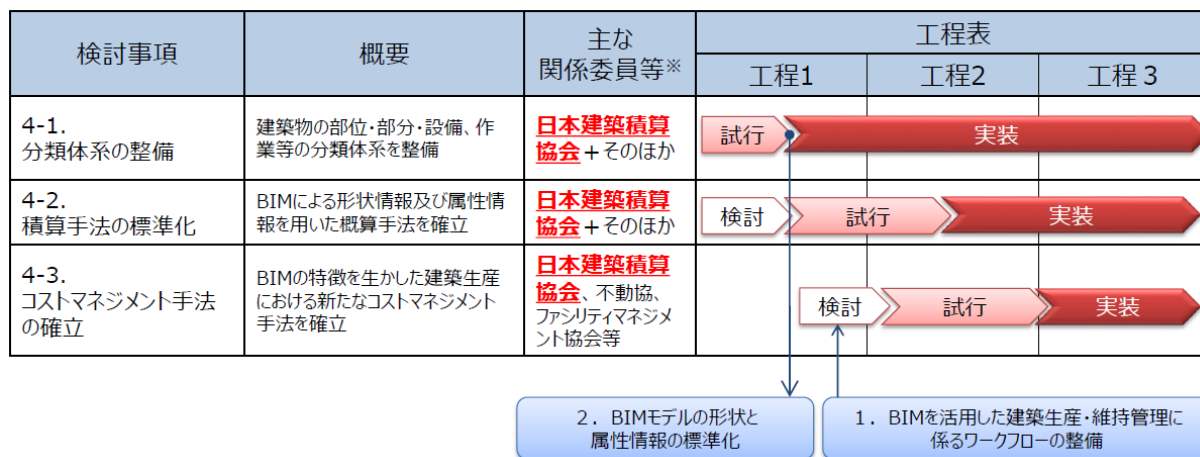 検討事項
概要
主な
関係委員等※
工程表
工程1
工程2
工程３
4-1.
分類体系の整備
建築物の部位・部分・設備、作
業等の分類体系を整備
日本建築積算
協会＋そのほか
試行
実装
4-2.
積算手法の標準化
BIMによる形状情報及び属性情
報を用いた概算手法を確立
日本建築積算
協会＋そのほか
検討
試行
実装
4-3.
コストマネジメント手法
の確立
BIMの特徴を生かした建築生産
における新たなコストマネジメント
手法を確立
日本建築積算
協会、不動協、
ファシリティマネジメ
ント協会等
検討
試行
実装
２．BIMモデルの形状と
属性情報の標準化
１．BIMを活用した建築生産・維持管理に
係るワークフローの整備